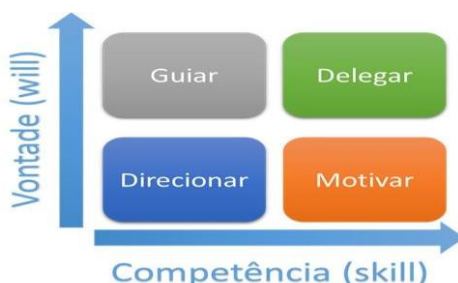 Vontade (will)
Guiar
Delegar
Direcionar
Motivar
Competência (skill)